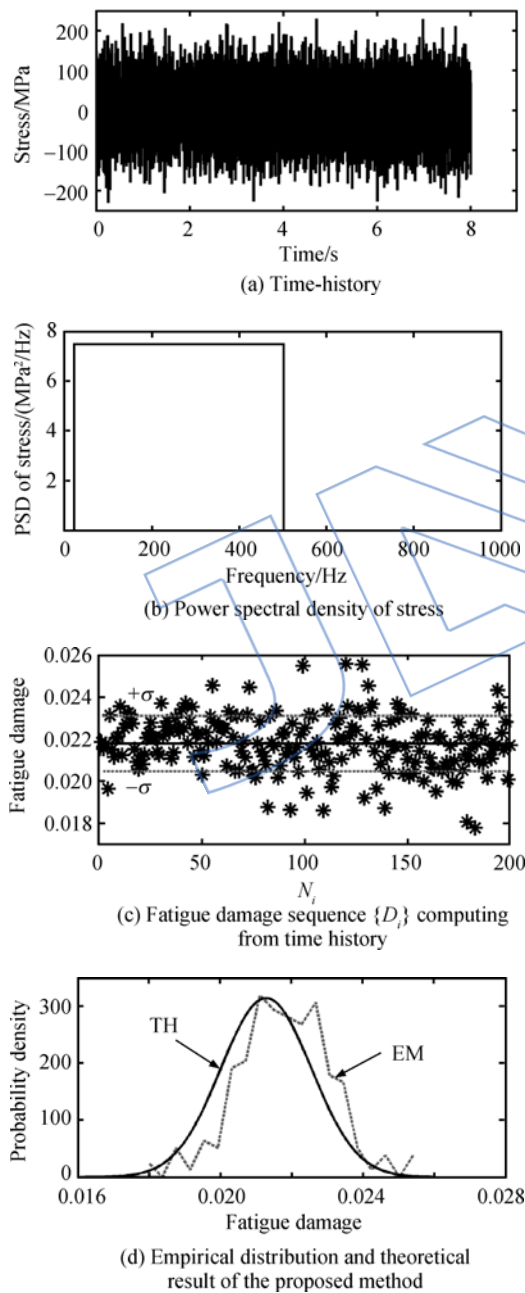 200
100
0
−100
−200
Stress/MPa
0 2 4 6 8 10
Time/s
(a) Time-history
8
6
4
2
PSD of stress/(MPa²/Hz)
0 200 400 600 800 1000
Frequency/Hz
(b) Power spectral density of stress
0.026
0.024
0.022
0.020
0.018
Fatigue damage
+σ
−σ
0 50 100 150 200
N_i
(c) Fatigue damage sequence {D_i} computing
from time history
300
200
100
0
Probability density
TH
EM
0.016 0.020 0.024 0.028
Fatigue damage
(d) Empirical distribution and theoretical
result of the proposed method